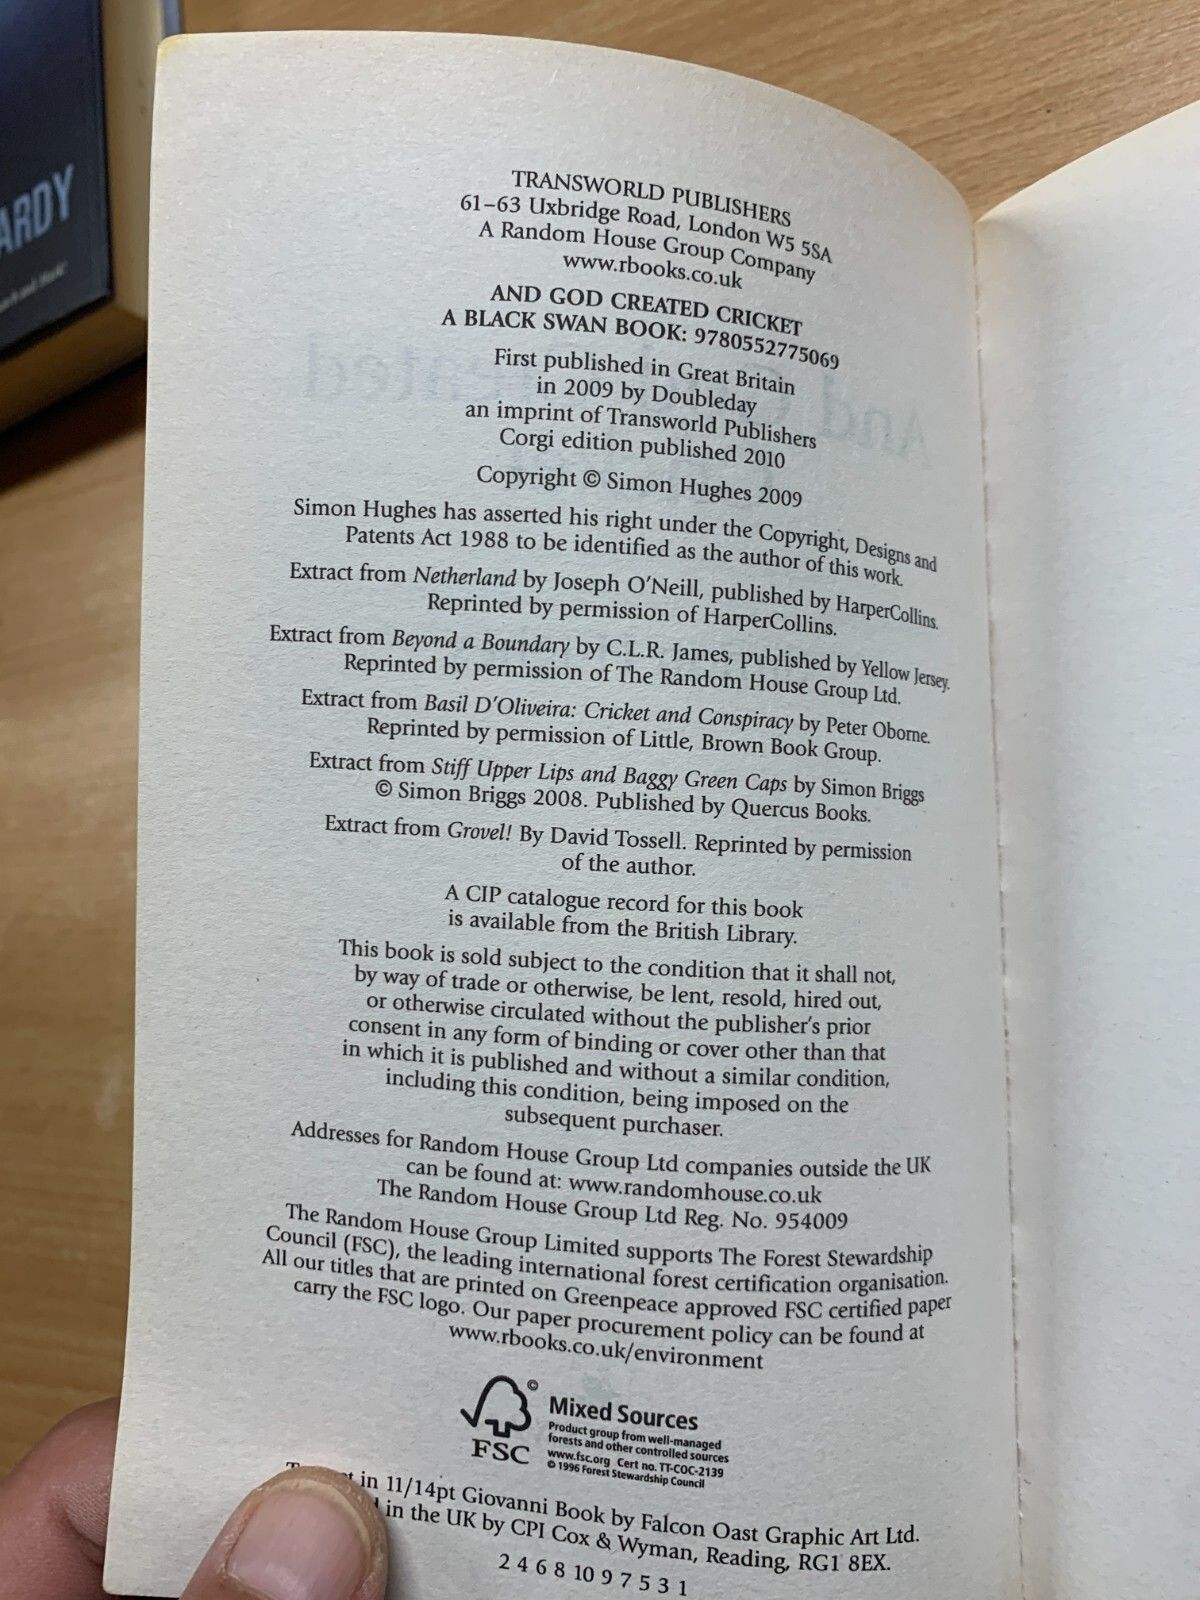 ARDY
TRANSWORLD PUBLISHERS
61–63 Uxbridge Road, London W5 5SA
A Random House Group Company
www.rbooks.co.uk
AND GOD CREATED CRICKET
A BLACK SWAN BOOK: 9780552775069
First published in Great Britain
in 2009 by Doubleday
an imprint of Transworld Publishers
Corgi edition published 2010
Copyright © Simon Hughes 2009
Simon Hughes has asserted his right under the Copyright, Designs and
Patents Act 1988 to be identified as the author of this work.
Extract from Netherland by Joseph O'Neill, published by HarperCollins.
Reprinted by permission of HarperCollins.
Extract from Beyond a Boundary by C.L.R. James, published by Yellow Jersey.
Reprinted by permission of The Random House Group Ltd.
Extract from Basil D'Oliveira: Cricket and Conspiracy by Peter Oborne.
Reprinted by permission of Little, Brown Book Group.
Extract from Stiff Upper Lips and Baggy Green Caps by Simon Briggs
© Simon Briggs 2008. Published by Quercus Books.
Extract from Grovel! By David Tossell. Reprinted by permission
of the author.
A CIP catalogue record for this book
is available from the British Library.
This book is sold subject to the condition that it shall not,
by way of trade or otherwise, be lent, resold, hired out,
or otherwise circulated without the publisher's prior
consent in any form of binding or cover other than that
in which it is published and without a similar condition,
including this condition, being imposed on the
subsequent purchaser.
Addresses for Random House Group Ltd companies outside the UK
can be found at: www.randomhouse.co.uk
The Random House Group Ltd Reg. No. 954009
The Random House Group Limited supports The Forest Stewardship
Council (FSC), the leading international forest certification organisation.
All our titles that are printed on Greenpeace approved FSC certified paper
carry the FSC logo. Our paper procurement policy can be found at
www.rbooks.co.uk/environment
©
FSC
Mixed Sources
Product group from well-managed
forests and other controlled sources
www.fsc.org Cert no. TT-COC-2139
© 1996 Forest Stewardship Council
in 11/14pt Giovanni Book by Falcon Oast Graphic Art Ltd.
in the UK by CPI Cox & Wyman, Reading, RG1 8EX.
2 4 6 8 10 9 7 5 3 1